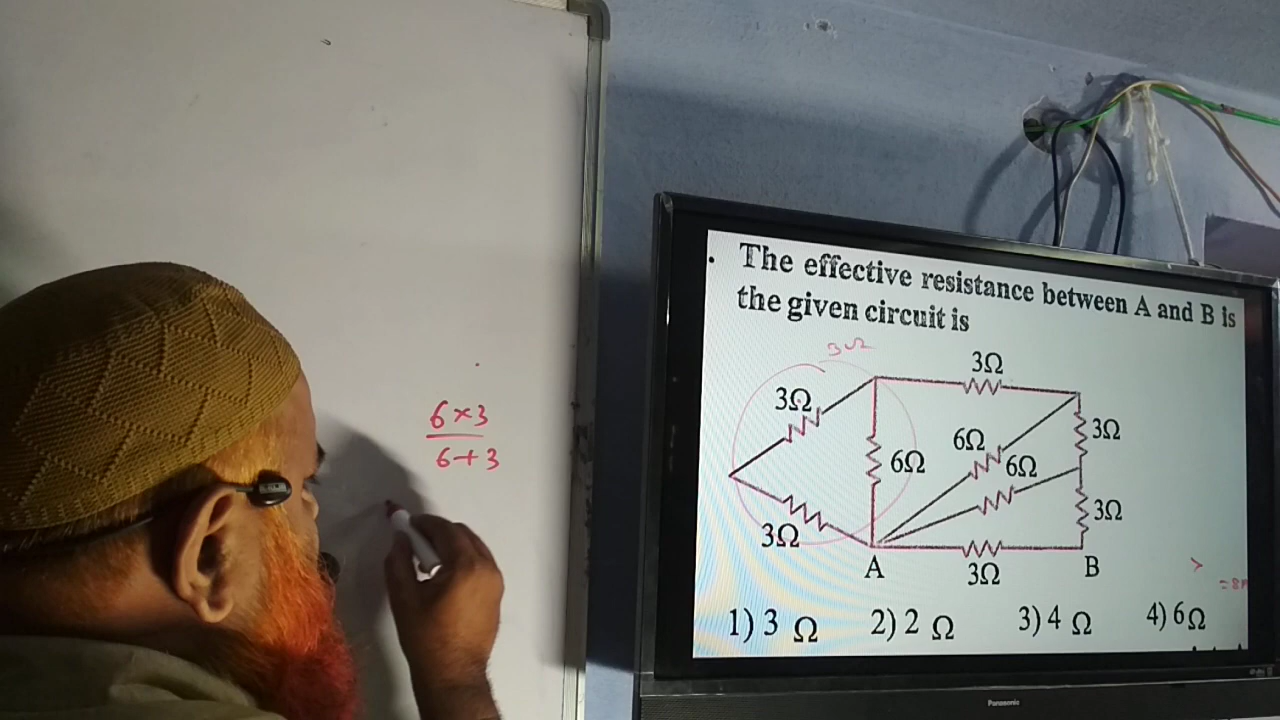 6×3
6+3
. The effective resistance between A and B is
the given circuit is
3Ω
3Ω
3Ω
6Ω
3Ω
6Ω
6Ω
3Ω
3Ω
A
3Ω
B
1) 3 Ω 2) 2 Ω 3) 4 Ω 4) 6Ω
Panasonic